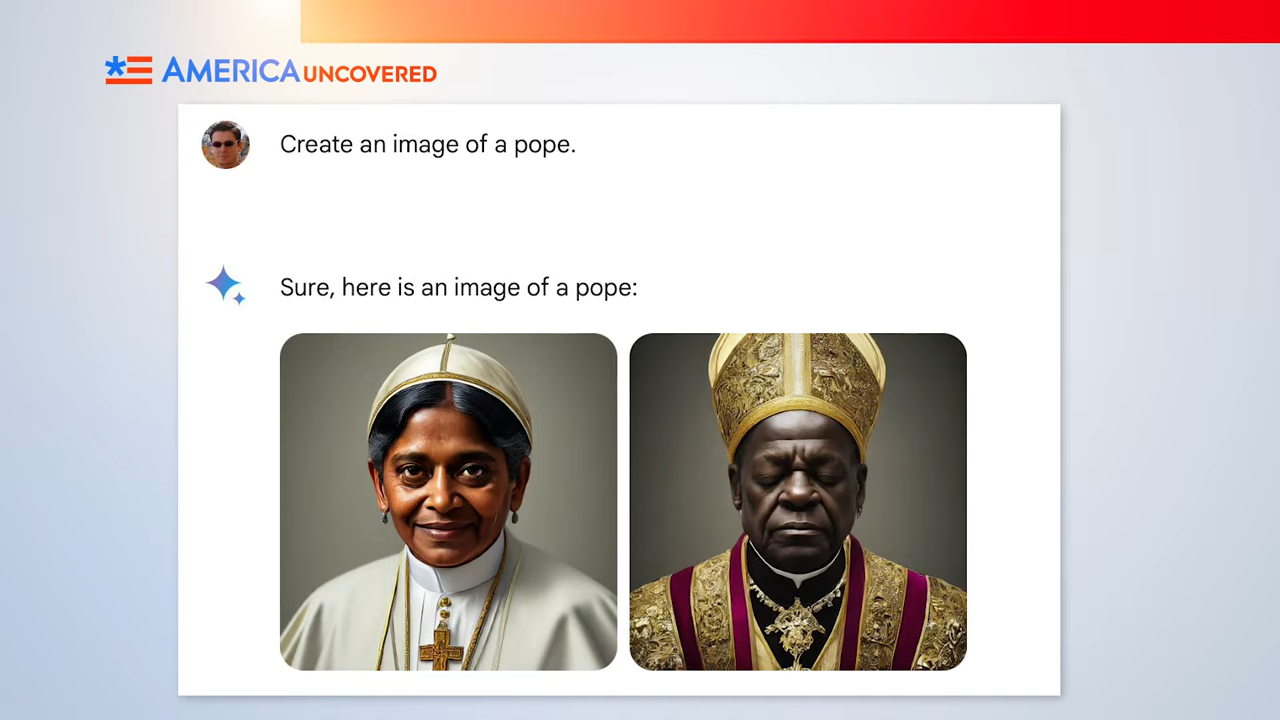 AMERICA UNCOVERED
Create an image of a pope.
Sure, here is an image of a pope: